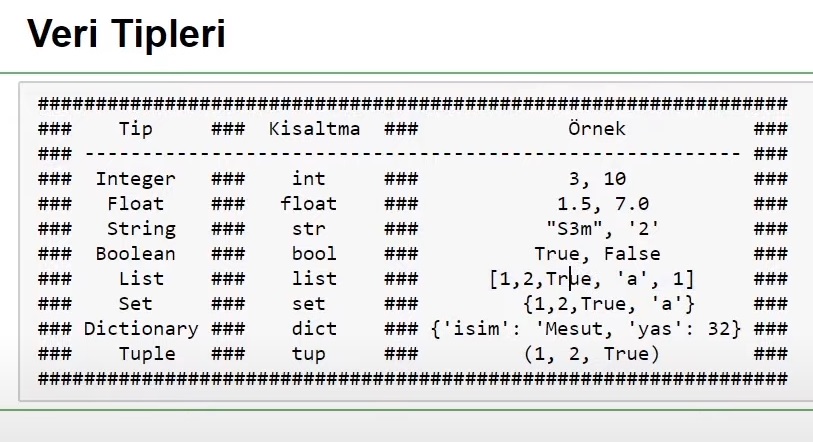 Veri Tipleri
#################################################################
### Tip ### Kisaltma ### Örnek ###
### --------------------------------------------------------- ###
### Integer ### int ### 3, 10 ###
### Float ### float ### 1.5, 7.0 ###
### String ### str ### "S3m", '2' ###
### Boolean ### bool ### True, False ###
### List ### list ### [1,2,True, 'a', 1] ###
### Set ### set ### {1,2,True, 'a'} ###
### Dictionary ### dict ### {'isim': 'Mesut, 'yas': 32} ###
### Tuple ### tup ### (1, 2, True) ###
#################################################################